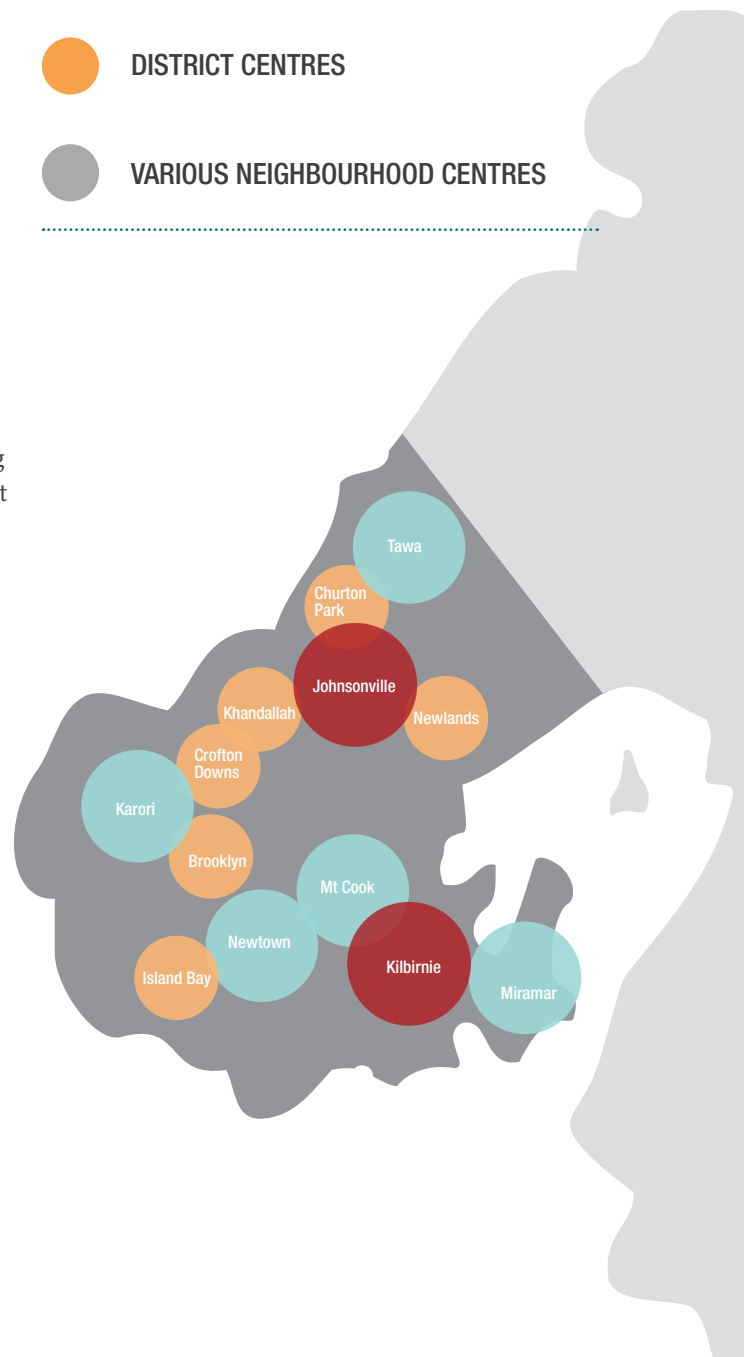 DISTRICT CENTRES
VARIOUS NEIGHBOURHOOD CENTRES
g
t
Tawa
Churton
Park
Johnsonville
Khandallah
Newlands
Crofton
Downs
Karori
Brooklyn
Mt Cook
Newtown
Kilbirnie
Island Bay
Miramar